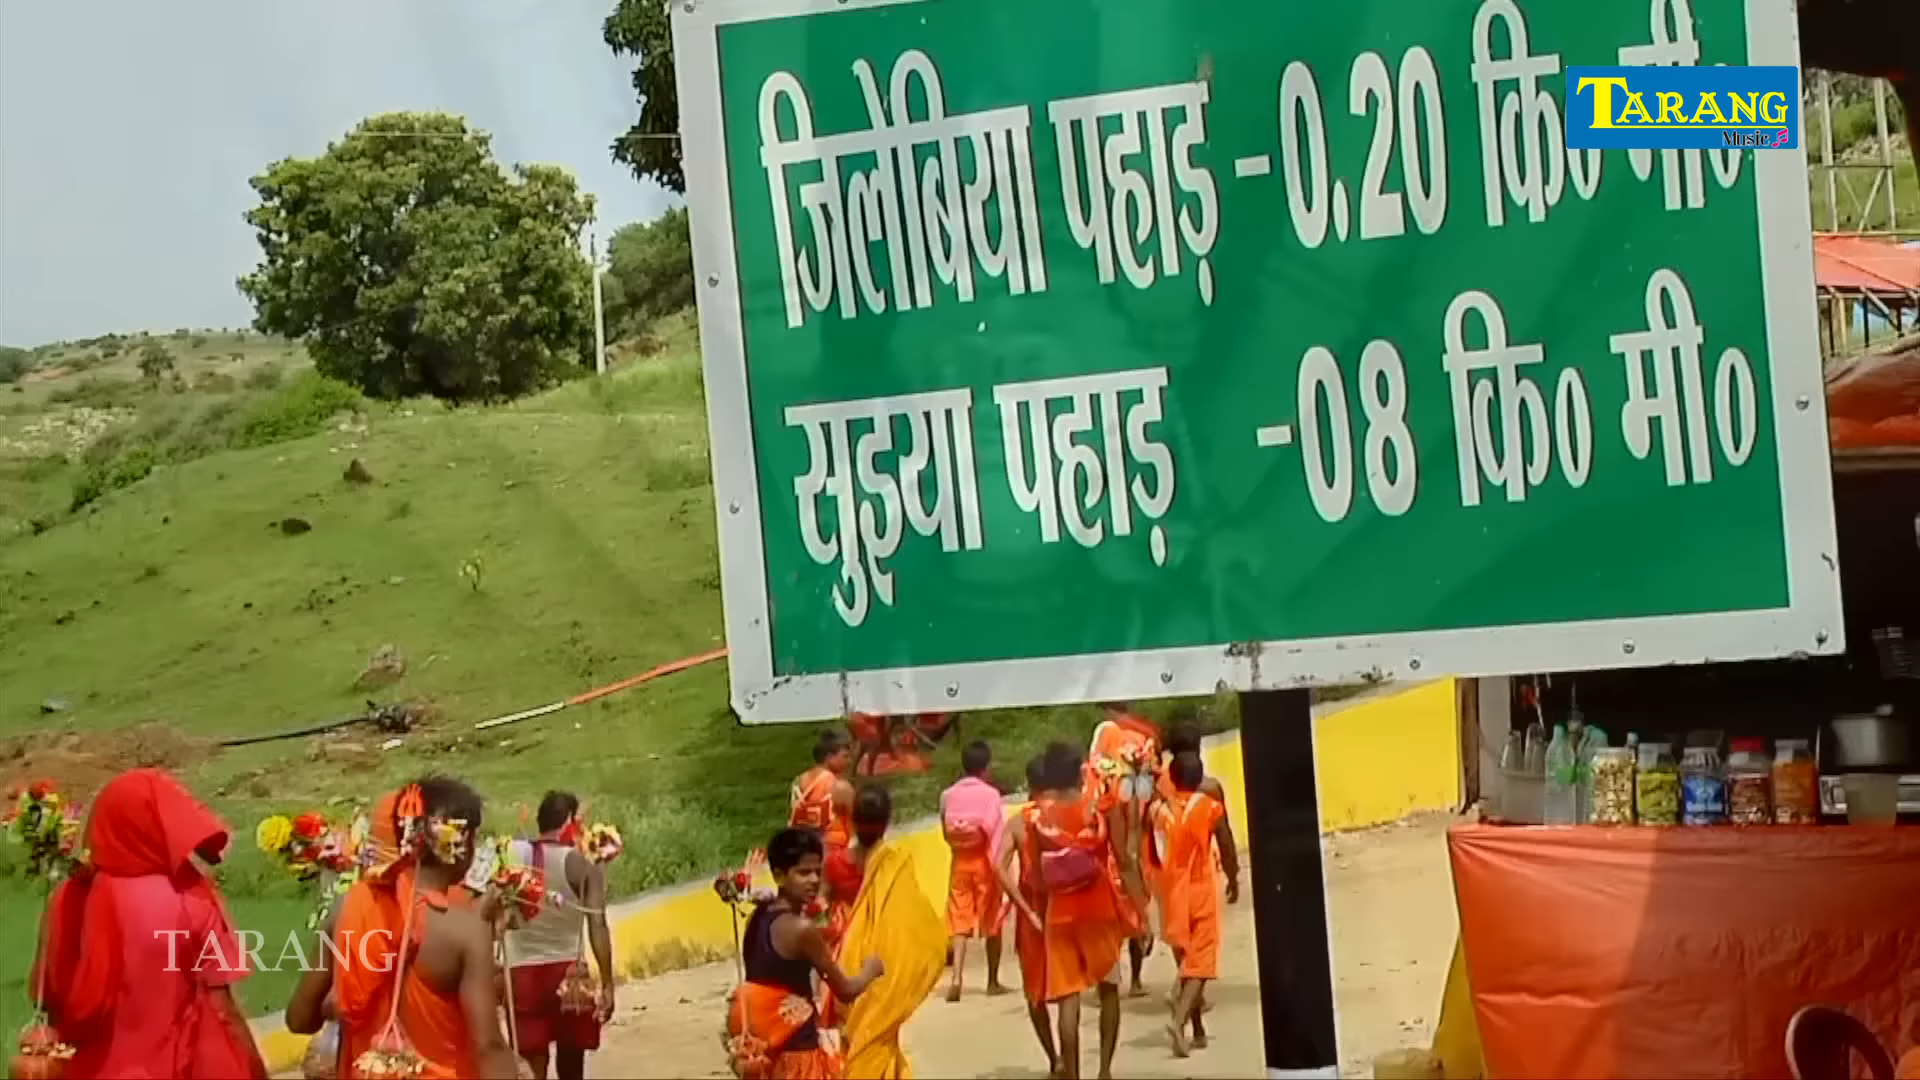 जिलेबिया पहाड़ -0.20 कि० मी०
TARANG
Music
सुइया पहाड़ -08 कि० मी०
TARANG